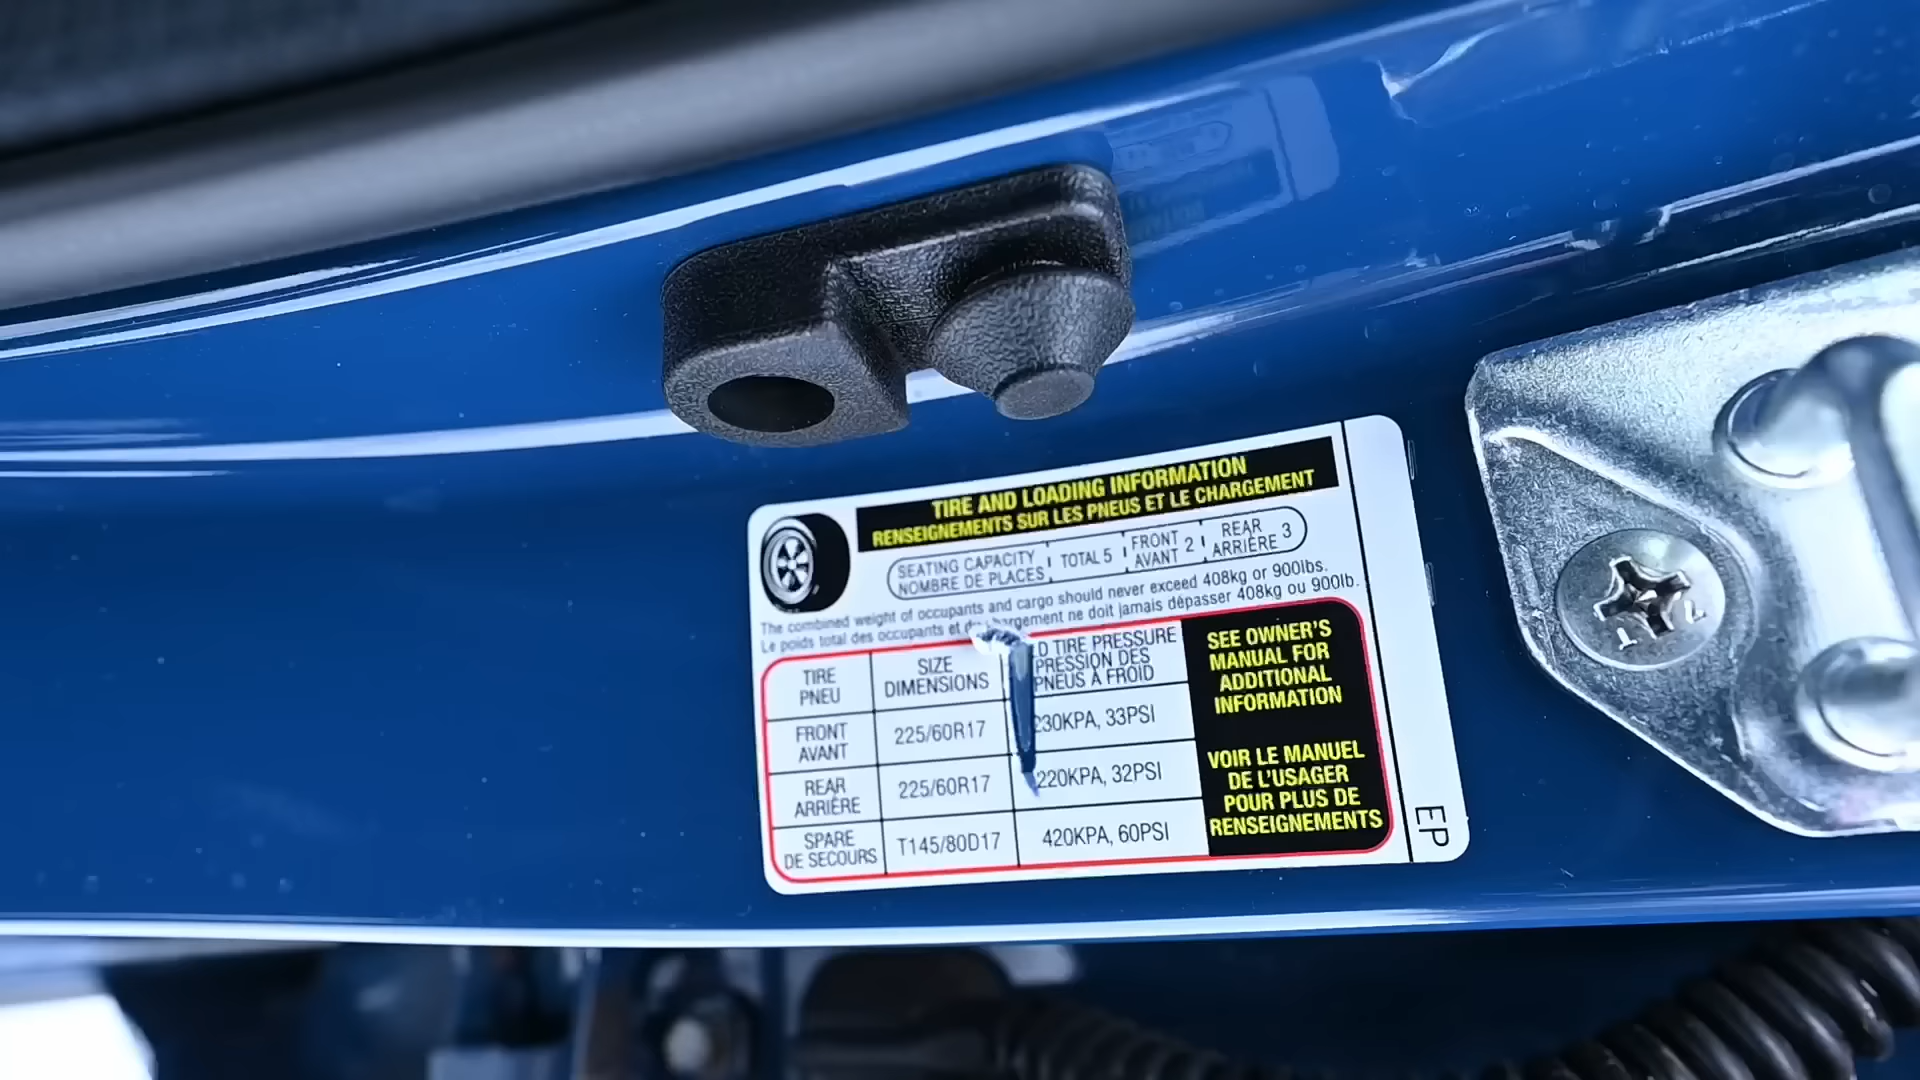 TIRE AND LOADING INFORMATION
RENSEIGNEMENTS SUR LES PNEUS ET LE CHARGEMENT
SEATING CAPACITY
NOMBRE DE PLACES
TOTAL 5
FRONT
AVANT 2
REAR
ARRIÈRE 3
The combined weight of occupants and cargo should never exceed 408kg or 900lbs.
Le poids total des occupants et du chargement ne doit jamais dépasser 408kg ou 900lb.
TIRE
PNEU
SIZE
DIMENSIONS
TIRE PRESSURE
PRESSION DES
PNEUS À FROID
FRONT
AVANT
225/60R17
230KPA, 33PSI
REAR
ARRIÈRE
225/60R17
220KPA, 32PSI
SPARE
DE SECOURS
T145/80D17
420KPA, 60PSI
SEE OWNER'S
MANUAL FOR
ADDITIONAL
INFORMATION
VOIR LE MANUEL
DE L'USAGER
POUR PLUS DE
RENSEIGNEMENTS
EP